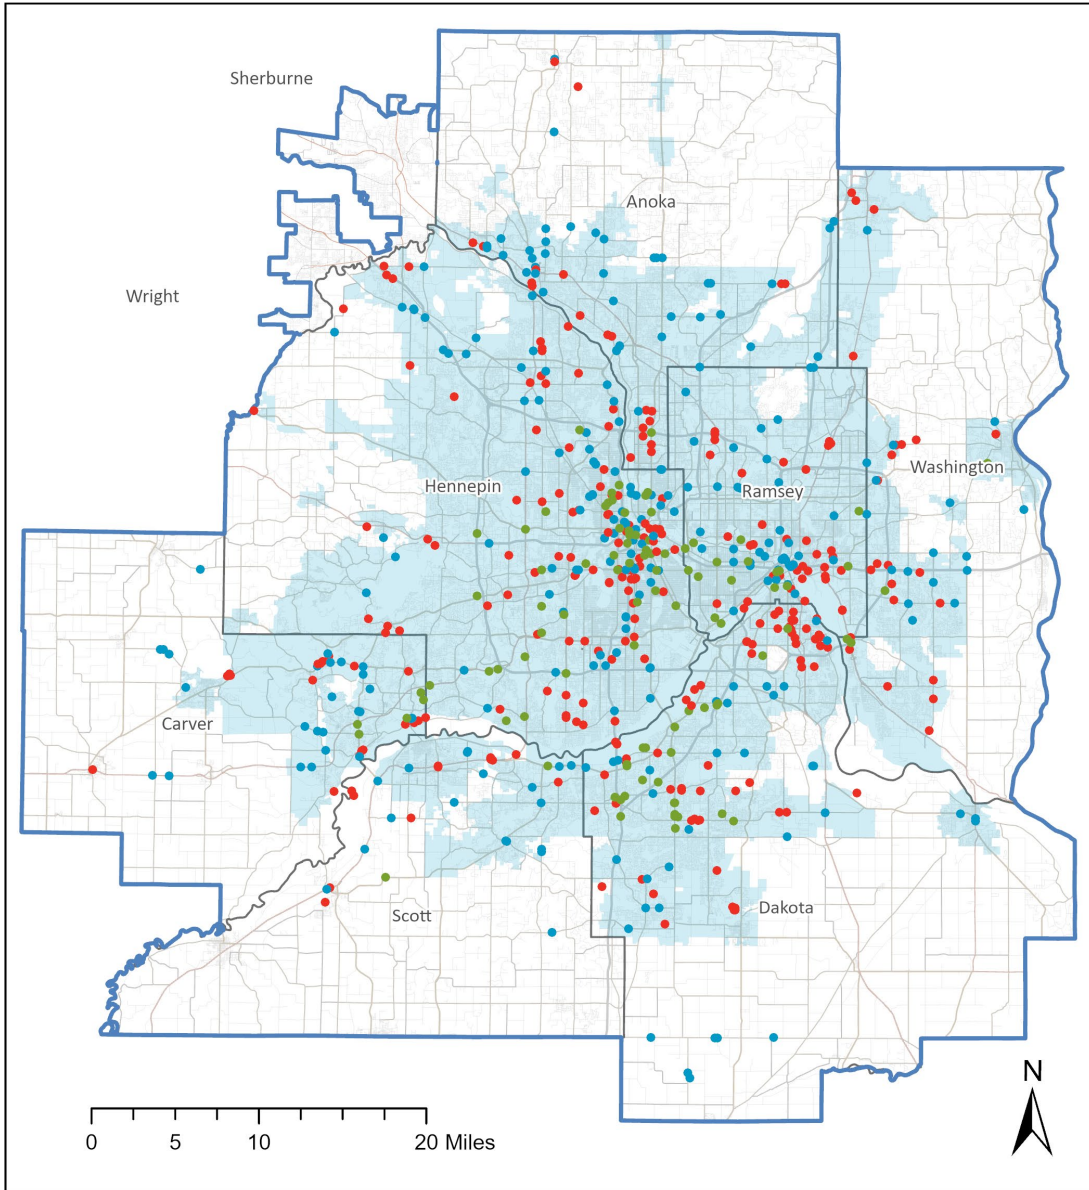 Sherburne
Anoka
Wright
Washington
Hennepin
Ramsey
Carver
Scott
Dakota
N
0 5 10 20 Miles